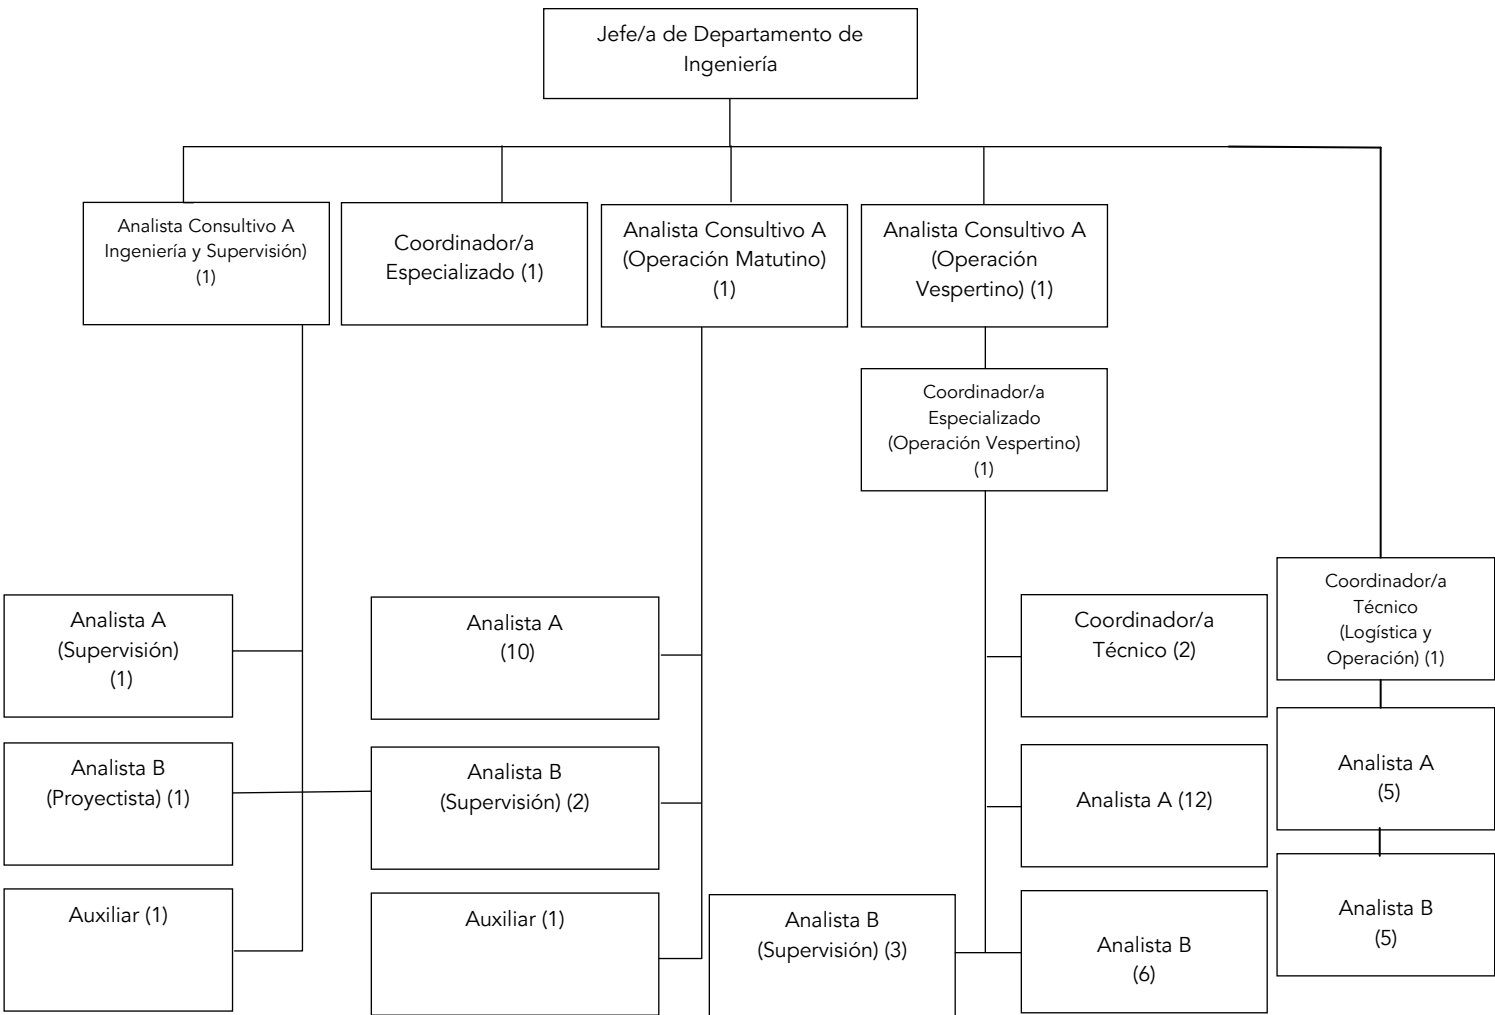 Jefe/a de Departamento de
Ingeniería
Analista Consultivo A
Ingeniería y Supervisión)
(1)
Coordinador/a
Especializado (1)
Analista Consultivo A
(Operación Matutino)
(1)
Analista Consultivo A
(Operación
Vespertino) (1)
Coordinador/a
Especializado
(Operación Vespertino)
(1)
Analista A
(Supervisión)
(1)
Analista A
(10)
Coordinador/a
Técnico (2)
Coordinador/a
Técnico
(Logística y
Operación) (1)
Analista B
(Proyectista) (1)
Analista B
(Supervisión) (2)
Analista A (12)
Analista A
(5)
Auxiliar (1)
Auxiliar (1)
Analista B
(Supervisión) (3)
Analista B
(6)
Analista B
(5)